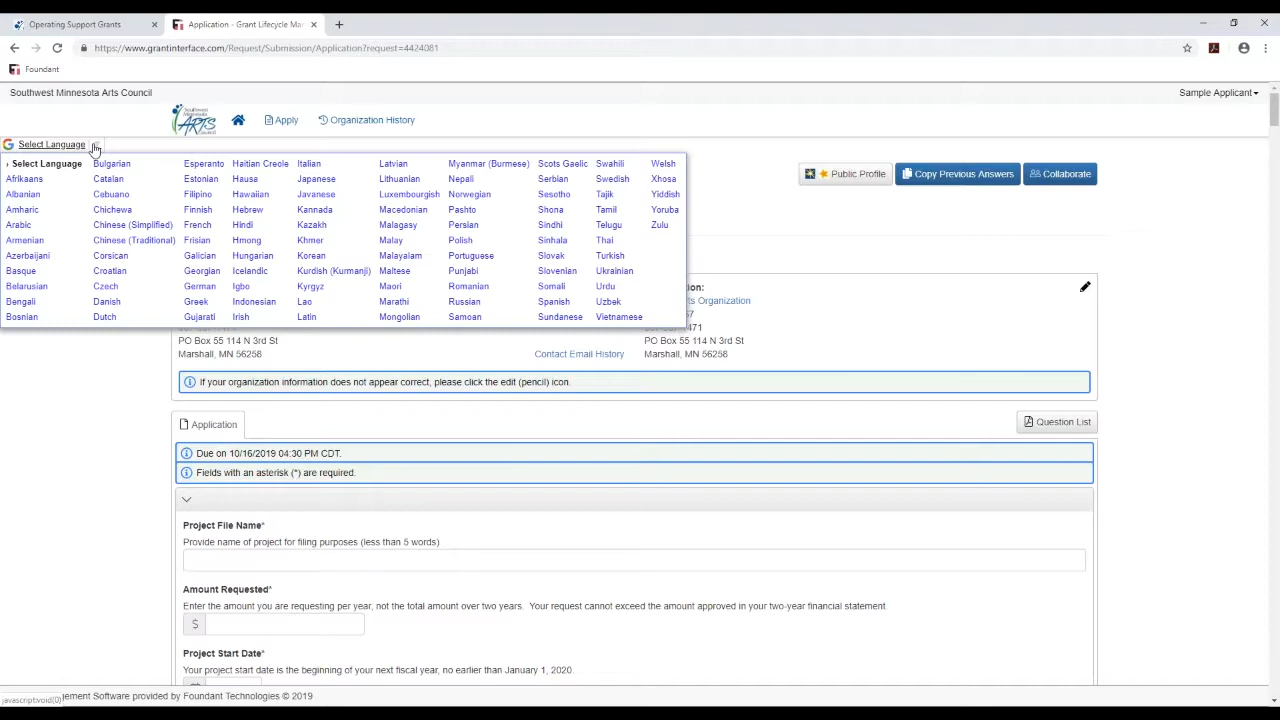 Operating Support Grants
Application - Grant Lifecycle Ma
https://www.grantinterface.com/Request/Submission/Application?request=4424081
Foundant
Southwest Minnesota Arts Council
Sample Applicant
Southwest Minnesota ARTS Council
Apply
Organization History
Select Language
› Select Language Bulgarian Esperanto Haitian Creole Italian Latvian Myanmar (Burmese) Scots Gaelic Swahili Welsh
Afrikaans Catalan Estonian Hausa Japanese Lithuanian Nepali Serbian Swedish Xhosa
Albanian Cebuano Filipino Hawaiian Javanese Luxembourgish Norwegian Sesotho Tajik Yiddish
Amharic Chichewa Finnish Hebrew Kannada Macedonian Pashto Shona Tamil Yoruba
Arabic Chinese (Simplified) French Hindi Kazakh Malagasy Persian Sindhi Telugu Zulu
Armenian Chinese (Traditional) Frisian Hmong Khmer Malay Polish Sinhala Thai
Azerbaijani Corsican Galician Hungarian Korean Malayalam Portuguese Slovak Turkish
Basque Croatian Georgian Icelandic Kurdish (Kurmanji) Maltese Punjabi Slovenian Ukrainian
Belarusian Czech German Igbo Kyrgyz Maori Romanian Somali Urdu
Bengali Danish Greek Indonesian Lao Marathi Russian Spanish Uzbek
Bosnian Dutch Gujarati Irish Latin Mongolian Samoan Sundanese Vietnamese
Public Profile
Copy Previous Answers
Collaborate
on:
ts Organization
PO Box 55 114 N 3rd St
Marshall, MN 56258
Contact Email History
PO Box 55 114 N 3rd St
Marshall, MN 56258
If your organization information does not appear correct, please click the edit (pencil) icon.
Application
Question List
Due on 10/16/2019 04:30 PM CDT.
Fields with an asterisk (*) are required.
Project File Name*
Provide name of project for filing purposes (less than 5 words)
Amount Requested*
Enter the amount you are requesting per year, not the total amount over two years. Your request cannot exceed the amount approved in your two-year financial statement
$
Project Start Date*
Your project start date is the beginning of your next fiscal year, no earlier than January 1, 2020.
javascript:void(0)
ement Software provided by Foundant Technologies © 2019